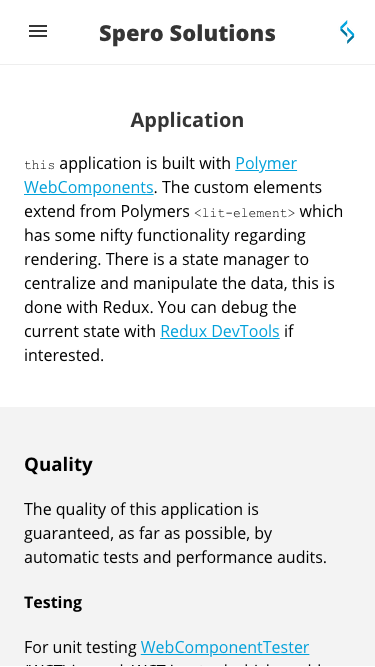 Spero Solutions
Application
this application is built with Polymer
WebComponents. The custom elements
extend from Polymers <lit-element> which
has some nifty functionality regarding
rendering. There is a state manager to
centralize and manipulate the data, this is
done with Redux. You can debug the
current state with Redux DevTools if
interested.
Quality
The quality of this application is
guaranteed, as far as possible, by
automatic tests and performance audits.
Testing
For unit testing WebComponentTester